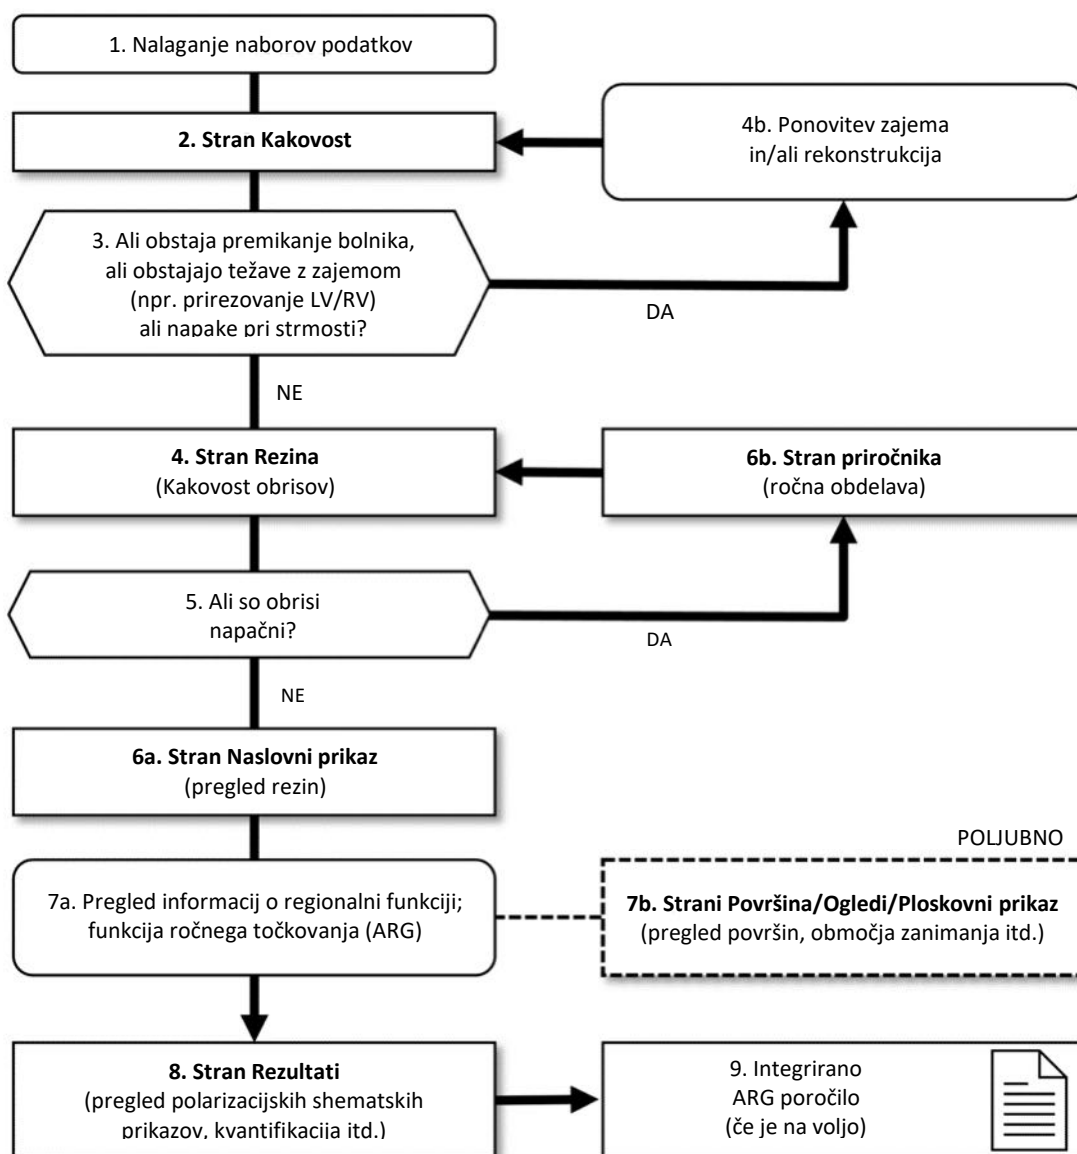 1. Nalaganje naborov podatkov
2. Stran Kakovost
4b. Ponovitev zajema
in/ali rekonstrukcija
3. Ali obstaja premikanje bolnika,
ali obstajajo težave z zajemom
(npr. prirezovanje LV/RV)
ali napake pri strmosti?
DA
NE
4. Stran Rezina
(Kakovost obrisov)
6b. Stran priročnika
(ročna obdelava)
5. Ali so obrisi
napačni?
DA
NE
6a. Stran Naslovni prikaz
(pregled rezin)
POLJUBNO
7a. Pregled informacij o regionalni funkciji;
funkcija ročnega točkovanja (ARG)
7b. Strani Površina/Ogledi/Ploskovni prikaz
(pregled površin, območja zanimanja itd.)
8. Stran Rezultati
(pregled polarizacijskih shematskih
prikazov, kvantifikacija itd.)
9. Integrirano
ARG poročilo
(če je na voljo)